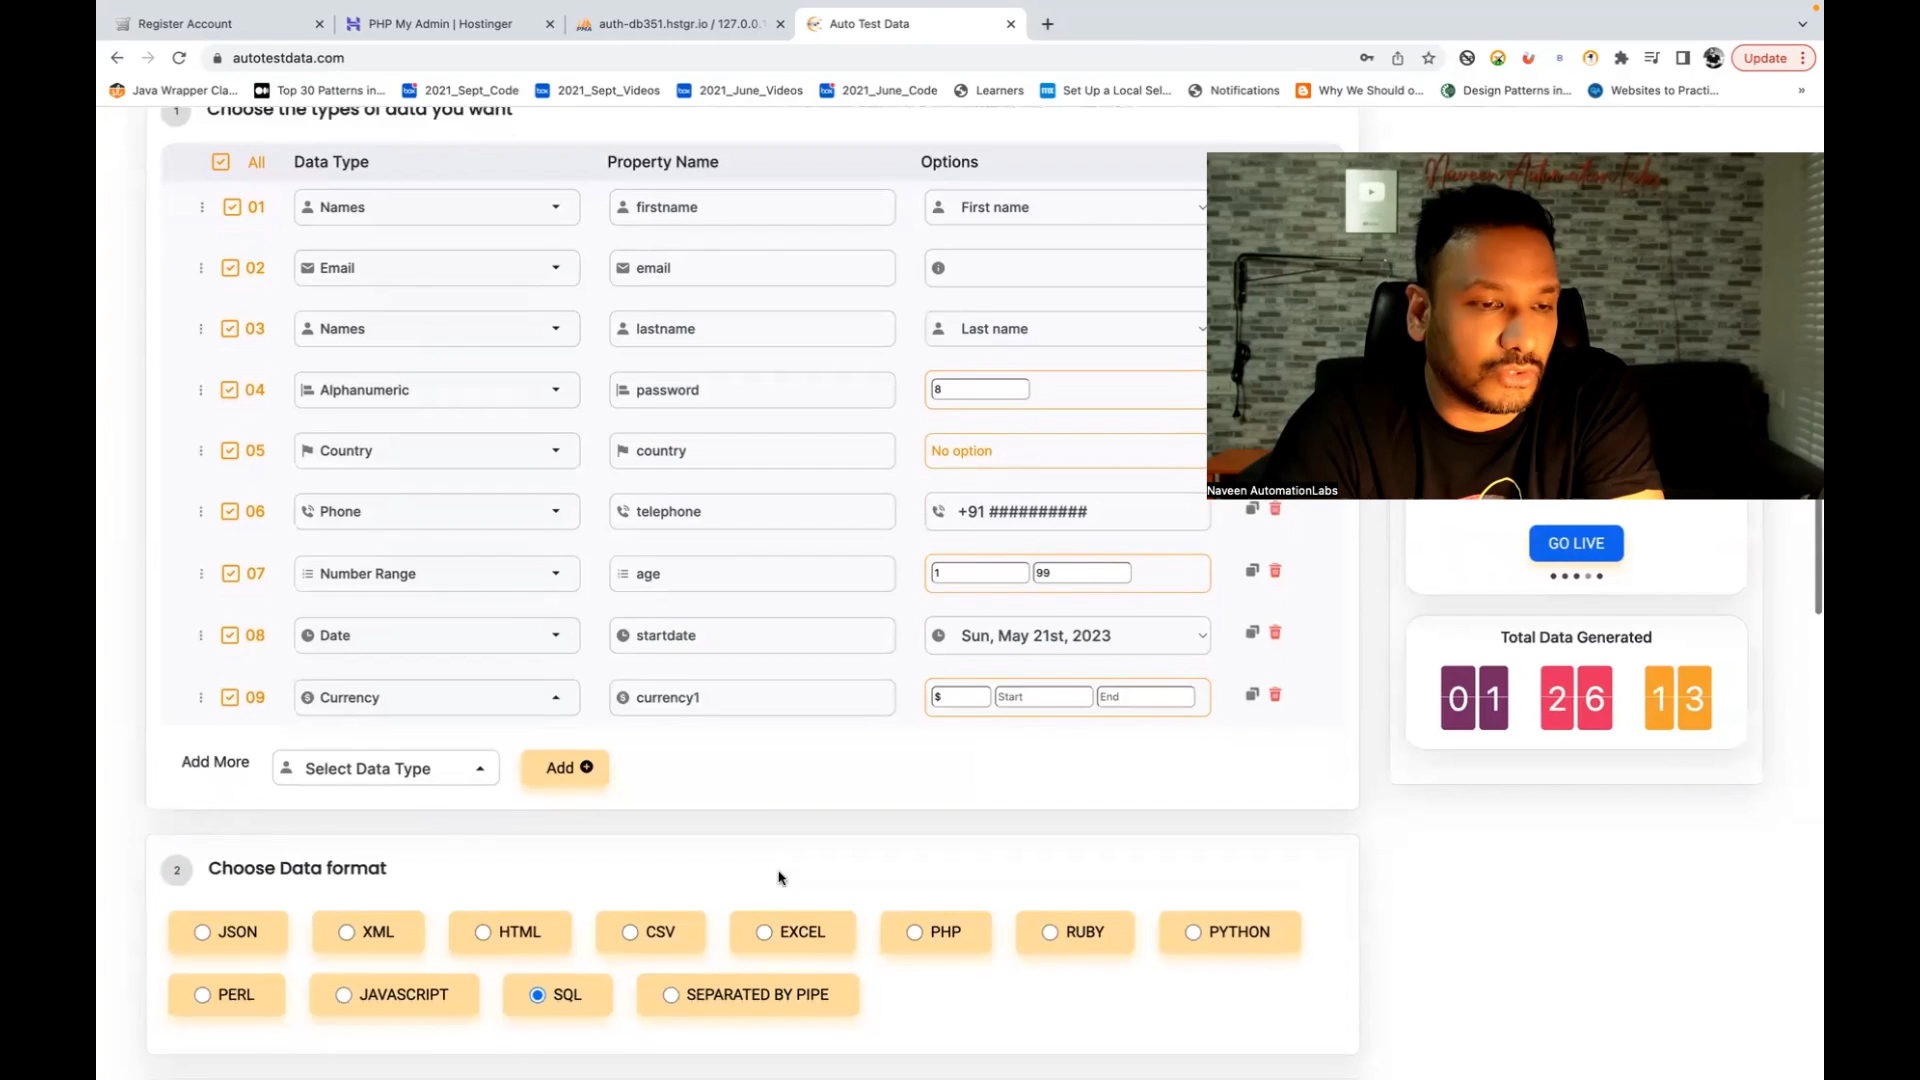 Register Account
PHP My Admin | Hostinger
auth-db351.hstgr.io / 127.0.0.1
Auto Test Data
autotestdata.com
Update
Java Wrapper Cla...
Top 30 Patterns in...
2021_Sept_Code
2021_Sept_Videos
2021_June_Videos
2021_June_Code
Learners
Set Up a Local Sel...
Notifications
Why We Should o...
Design Patterns in...
Websites to Practi...
»
1 Choose the types of data you want
All Data Type Property Name Options
01 Names firstname First name
02 Email email
03 Names lastname Last name
04 Alphanumeric password 8
05 Country country No option
06 Phone telephone +91 ##########
07 Number Range age 1 99
08 Date startdate Sun, May 21st, 2023
09 Currency currency1 $ Start End
Add More Select Data Type Add
Naveen AutomationLabs
Naveen AutomationLabs
GO LIVE
Total Data Generated
01 26 13
2 Choose Data format
JSON XML HTML CSV EXCEL PHP RUBY PYTHON
PERL JAVASCRIPT SQL SEPARATED BY PIPE